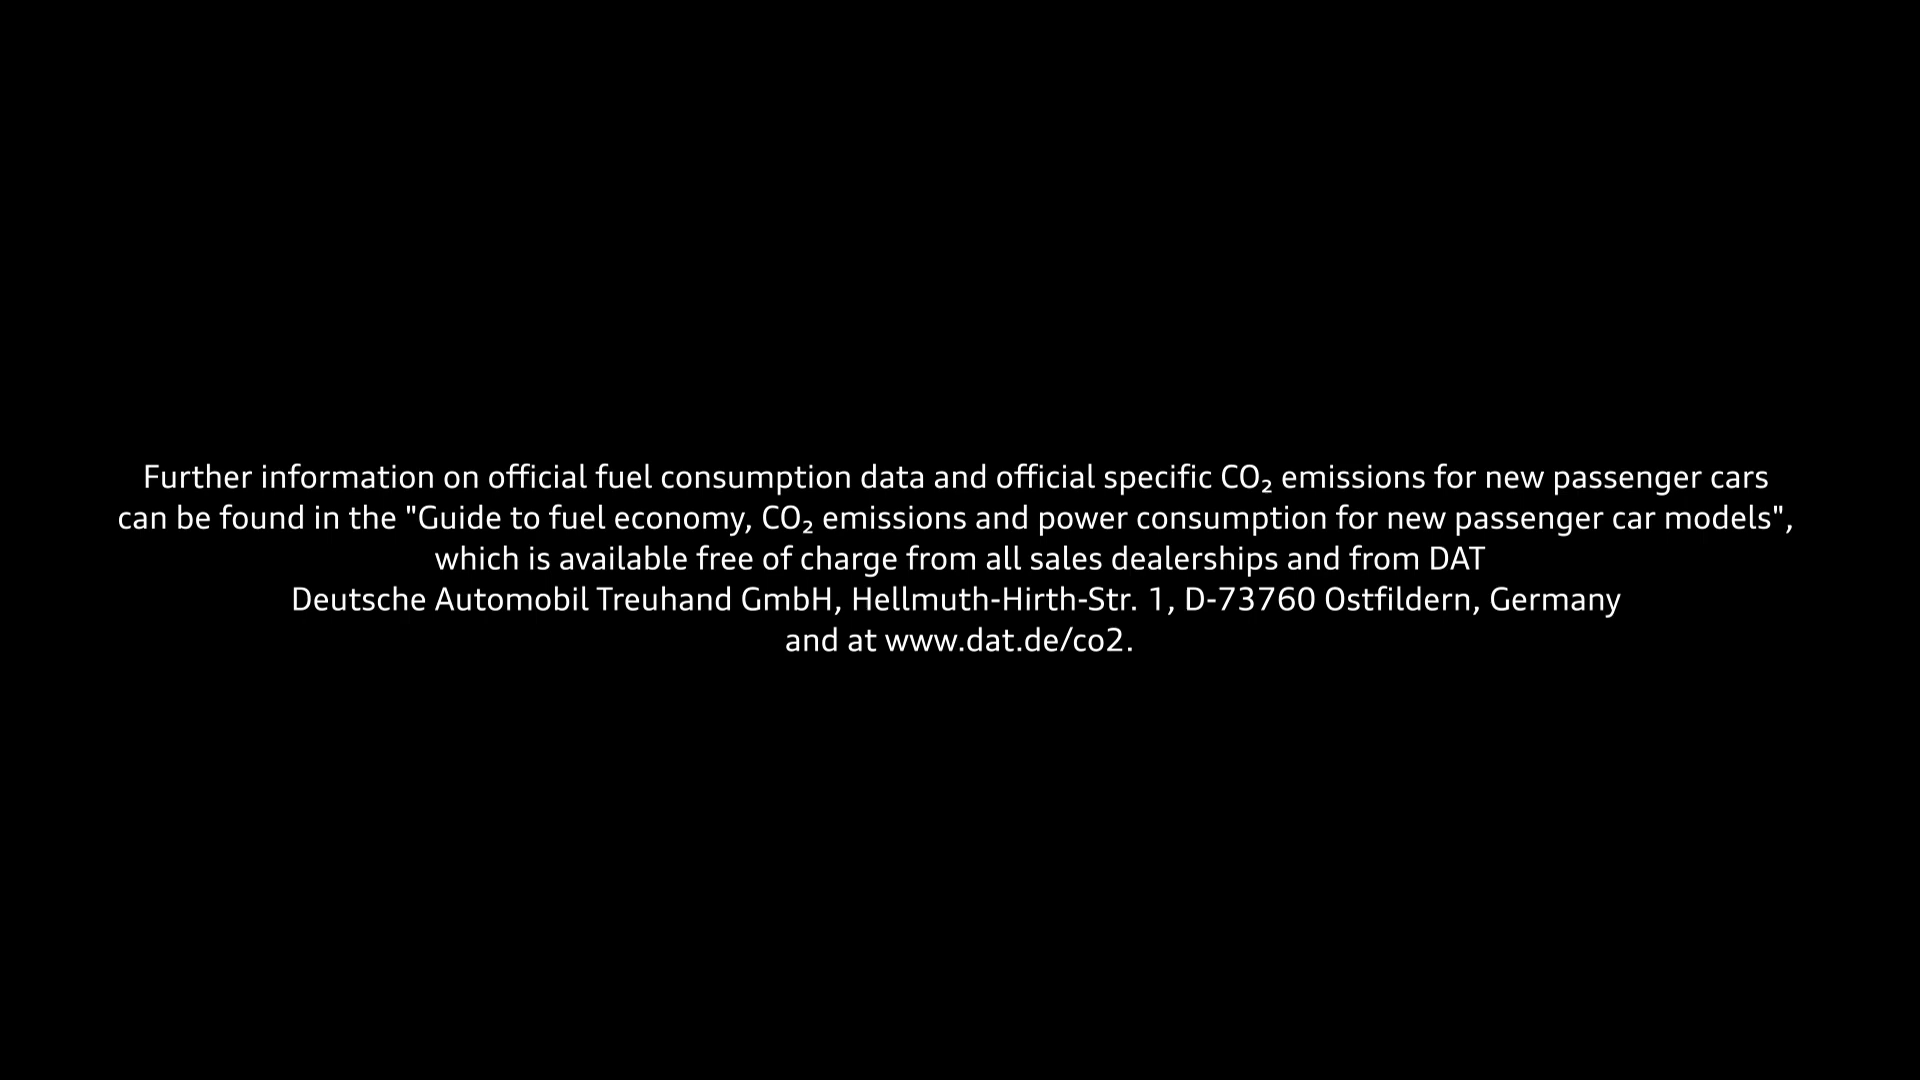 Further information on official fuel consumption data and official specific CO₂ emissions for new passenger cars
can be found in the "Guide to fuel economy, CO₂ emissions and power consumption for new passenger car models",
which is available free of charge from all sales dealerships and from DAT
Deutsche Automobil Treuhand GmbH, Hellmuth-Hirth-Str. 1, D-73760 Ostfildern, Germany
and at www.dat.de/co2.